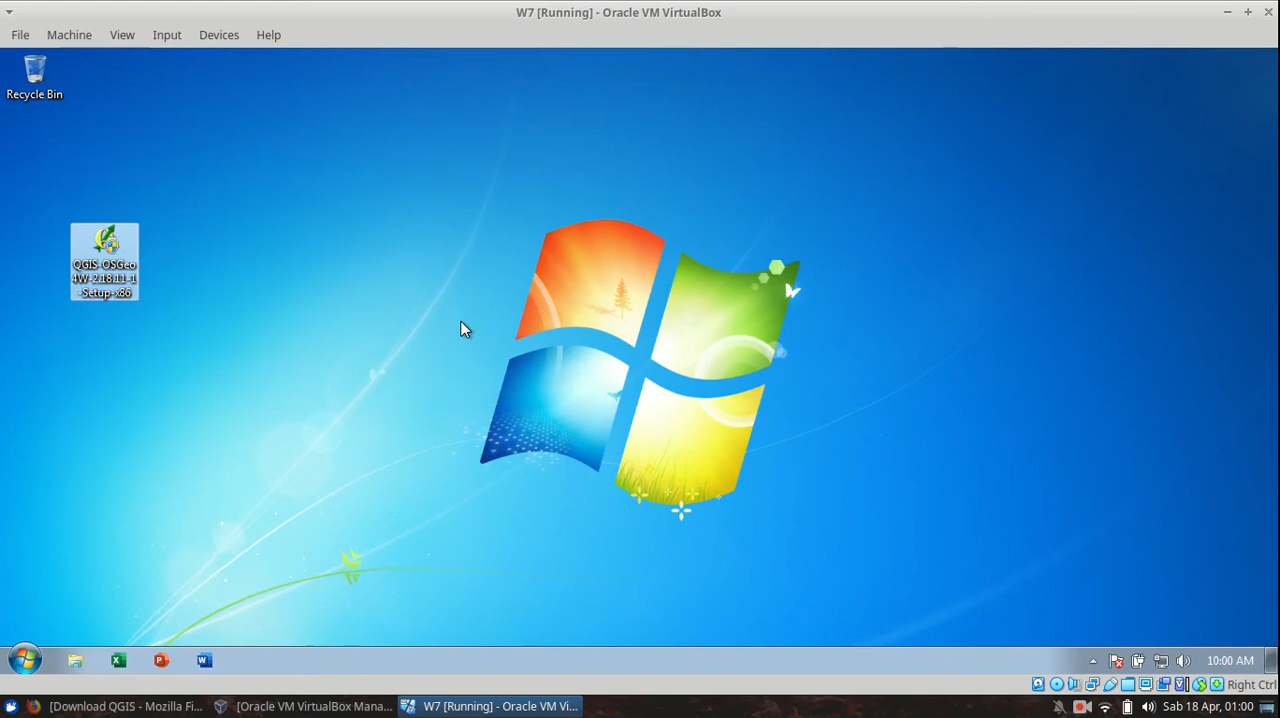 W7 [Running] - Oracle VM VirtualBox
File Machine View Input Devices Help
Recycle Bin
QGIS-OSGeo
4W-2.18.11-1
-Setup-x86
10:00 AM
Right Ctrl
[Download QGIS - Mozilla Fi...
[Oracle VM VirtualBox Mana...
W7 [Running] - Oracle VM Vi...
Sab 18 Apr, 01:00